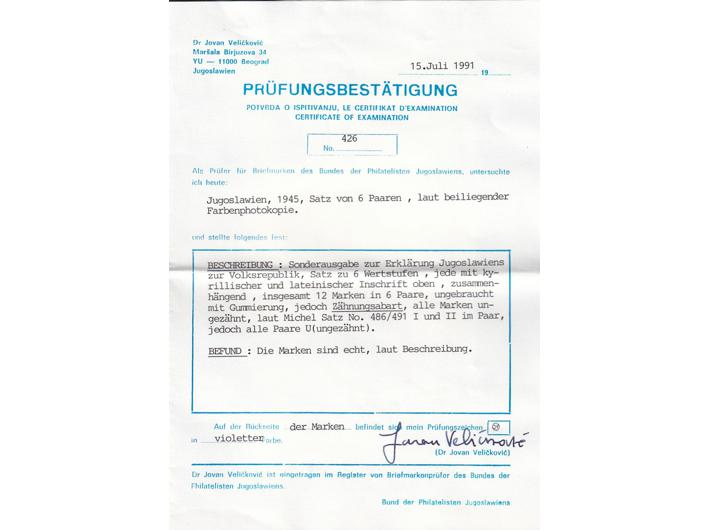 Dr Jovan Veličković
Maršala Birjuzova 34
YU — 11000 Beograd
Jugoslawien
15.Juli 1991 19
PRÜFUNGSBESTÄTIGUNG
POTVRDA O ISPITIVANJU, LE CERTIFIKAT D'EXAMINATION
CERTIFICATE OF EXAMINATION
426
No.
Als Prüfer für Briefmarken des Bundes der Philatelisten Jugoslawiens, untersuchte
ich heute:
Jugoslawien, 1945, Satz von 6 Paaren , laut beiliegender
Farbenphotokopie.
und stellte folgendes fest:
BESCHREIBUNG : Sonderausgabe zur Erklärung Jugoslawiens
zur Volksrepublik, Satz zu 6 Wertstufen , jede mit ky-
rillischer und lateinischer Inschrift oben , zusammen-
hängend , insgesamt 12 Marken in 6 Paare, ungebraucht
mit Gummierung, jedoch Zähnungsabart, alle Marken un-
gezähnt, laut Michel Satz No. 486/491 I und II im Paar,
jedoch alle Paare U(ungezähnt).
BEFUND : Die Marken sind echt, laut Beschreibung.
Auf der Rückseite der Marken befindet sich mein Prüfungszeichen
in violetter Farbe.
Jovan Veličković
(Dr Jovan Veličković)
Dr Jovan Veličković ist eingetragen im Register von Briefmarkenprüfer des Bundes der
Philatelisten Jugoslawiens.
Bund der Philatelisten Jugoslawiens